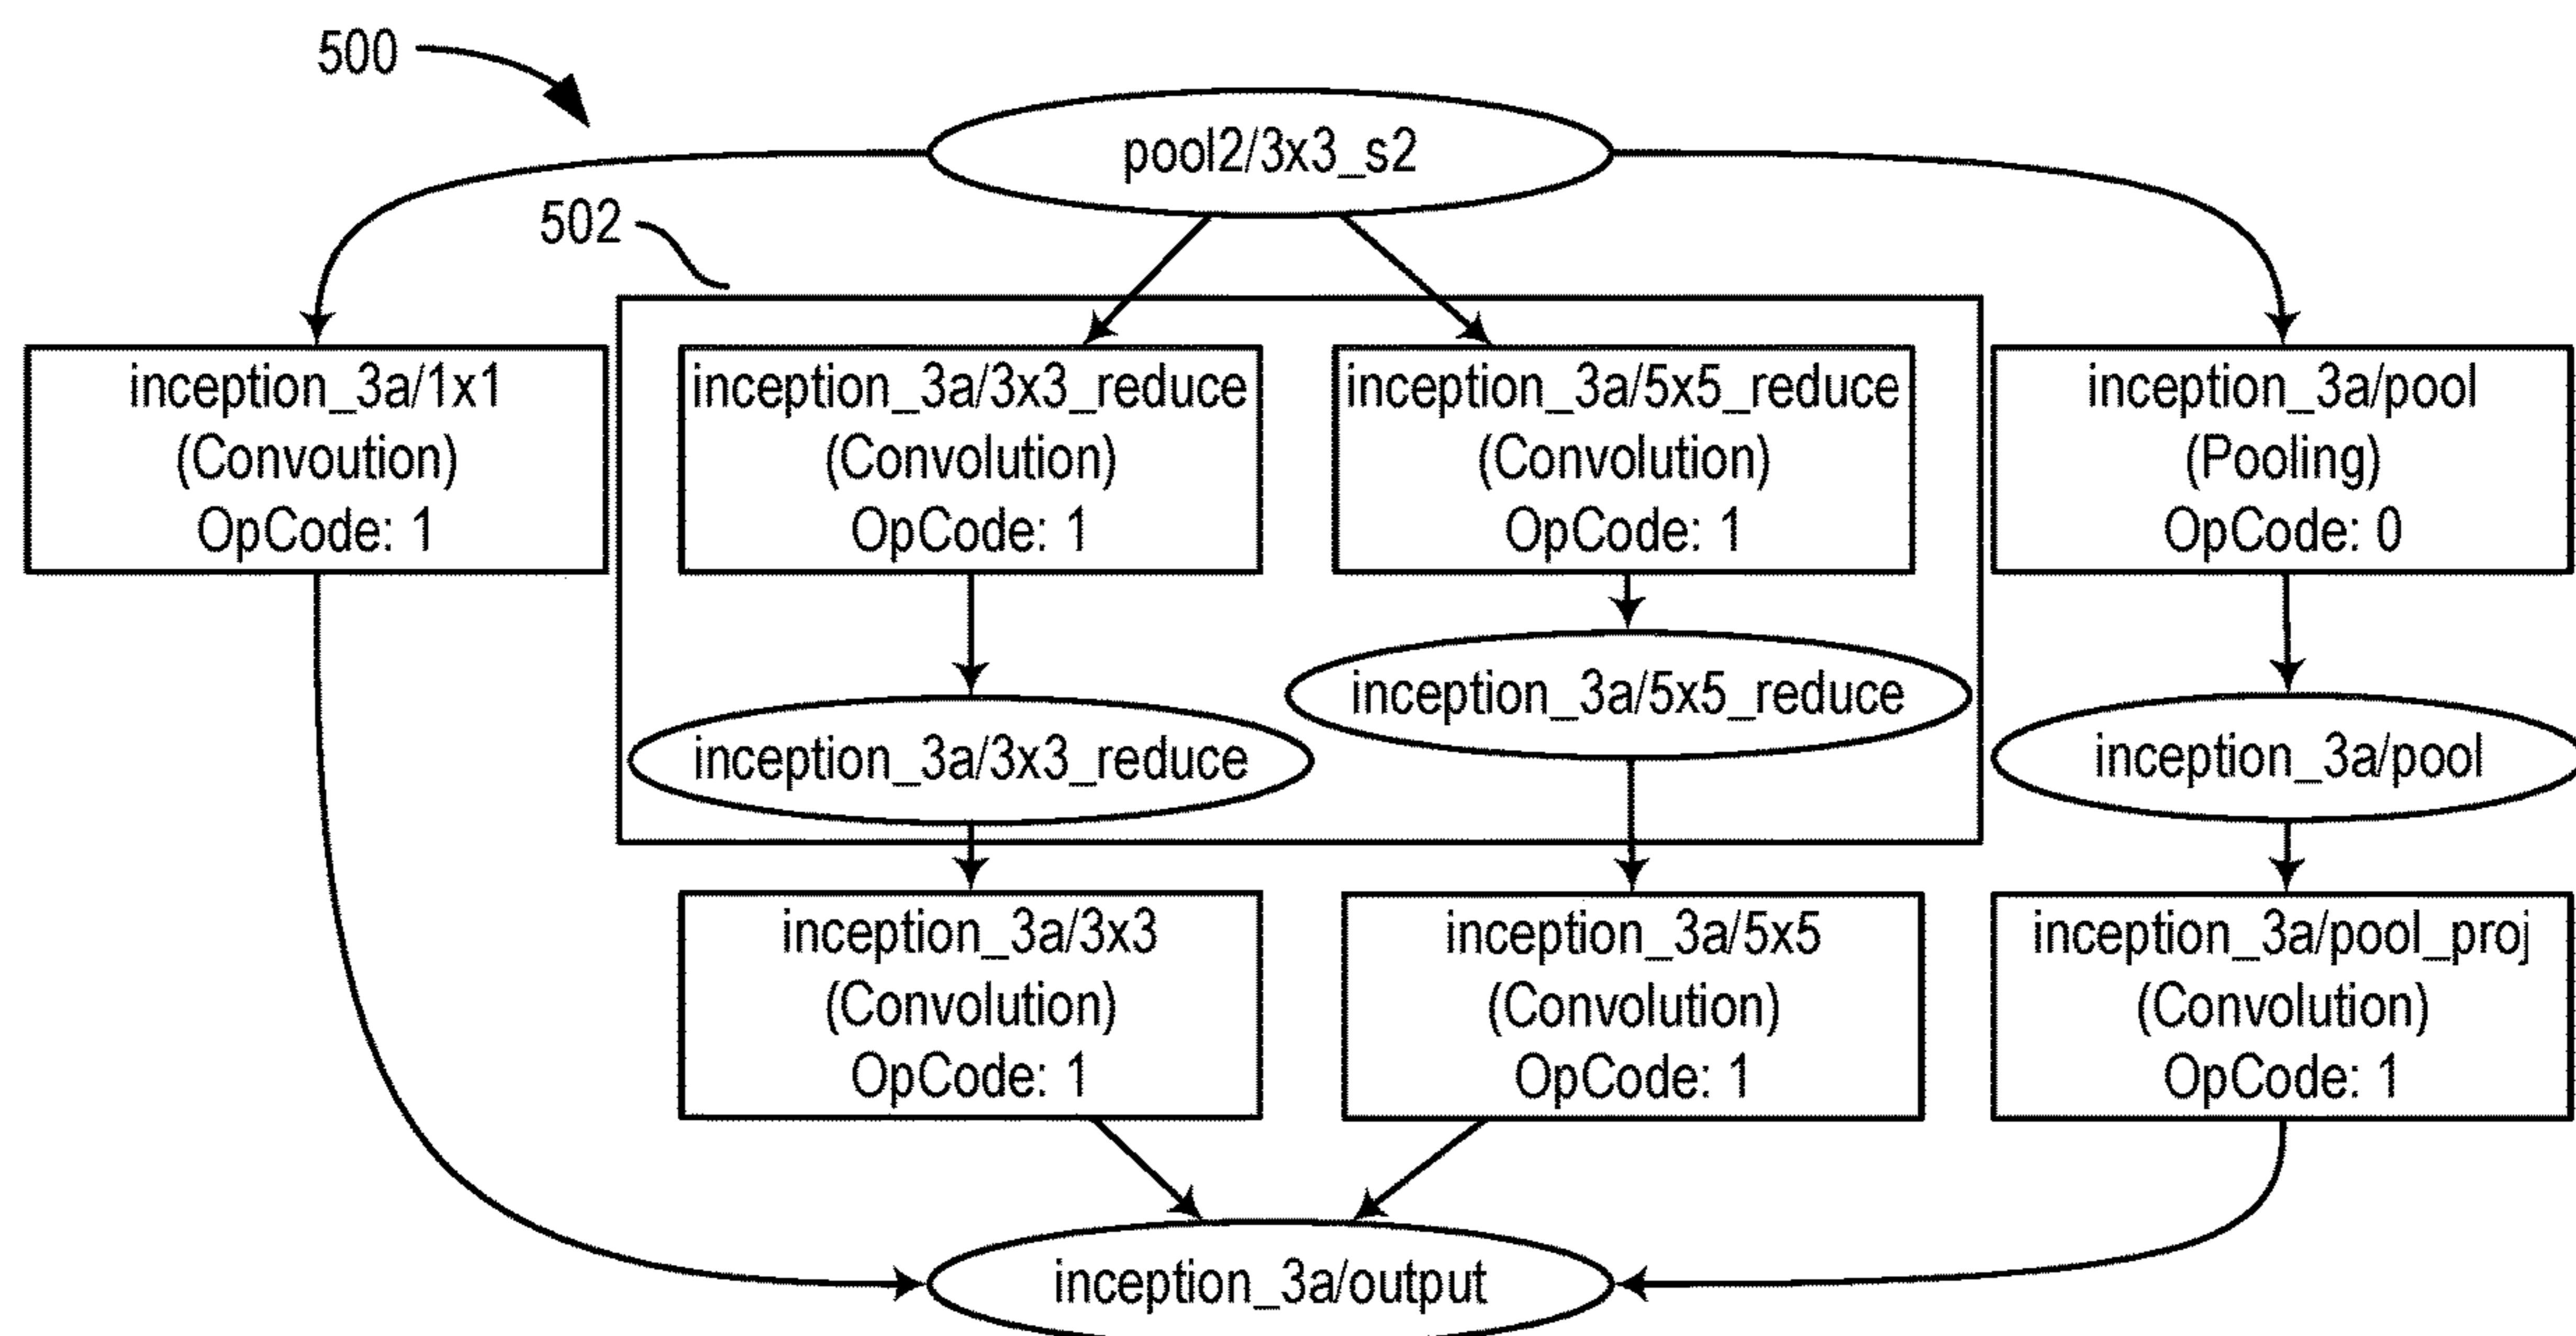 500
pool2/3x3_s2
502
inception_3a/1x1
(Convoution)
OpCode: 1
inception_3a/3x3_reduce
(Convolution)
OpCode: 1
inception_3a/5x5_reduce
(Convolution)
OpCode: 1
inception_3a/pool
(Pooling)
OpCode: 0
inception_3a/3x3_reduce
inception_3a/5x5_reduce
inception_3a/pool
inception_3a/3x3
(Convolution)
OpCode: 1
inception_3a/5x5
(Convolution)
OpCode: 1
inception_3a/pool_proj
(Convolution)
OpCode: 1
inception_3a/output